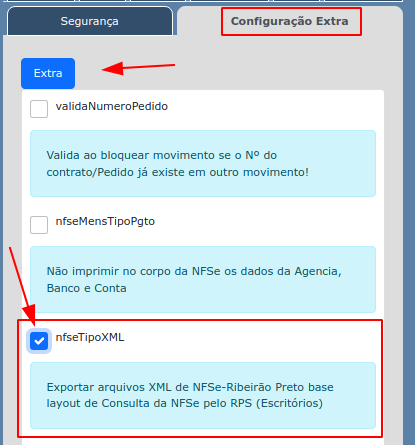 Segurança
Configuração Extra
Extra
validaNumeroPedido
Valida ao bloquear movimento se o Nº do
contrato/Pedido já existe em outro movimento!
nfseMensTipoPgto
Não imprimir no corpo da NFSe os dados da Agencia,
Banco e Conta
nfseTipoXML
Exportar arquivos XML de NFSe-Ribeirão Preto base
layout de Consulta da NFSe pelo RPS (Escritórios)